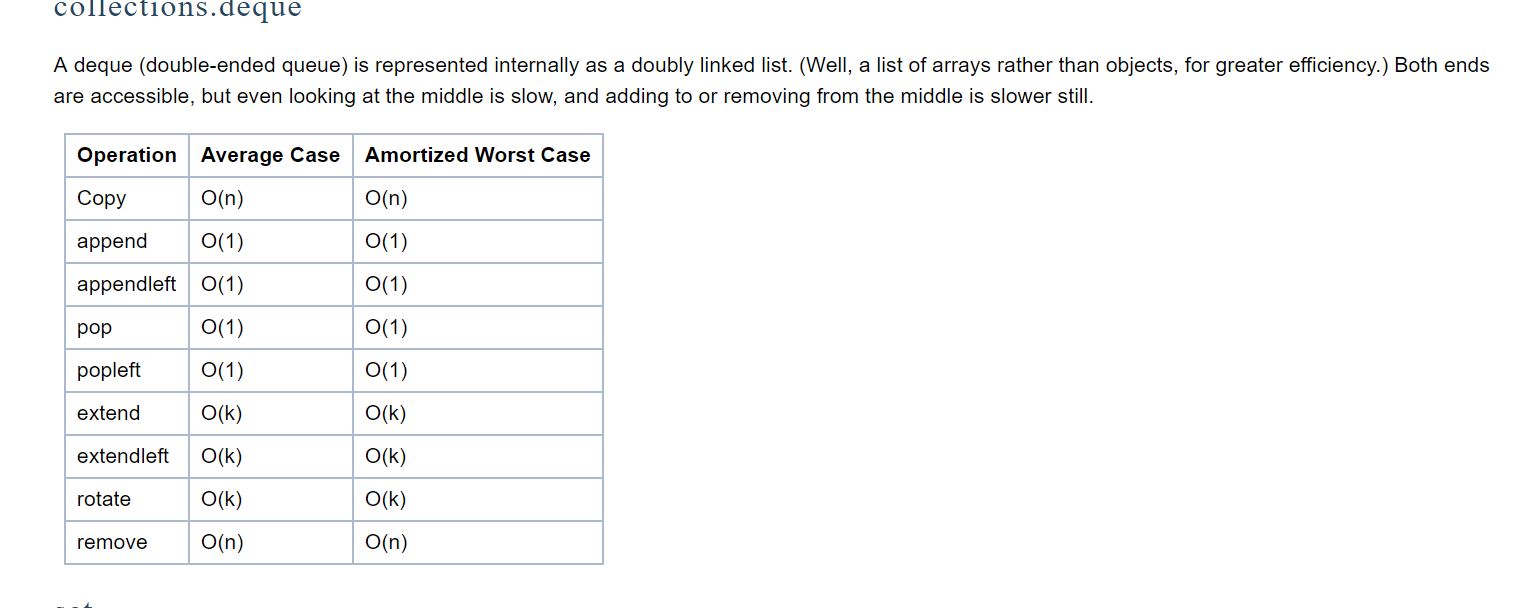 collections.deque
A deque (double-ended queue) is represented internally as a doubly linked list. (Well, a list of arrays rather than objects, for greater efficiency.) Both ends
are accessible, but even looking at the middle is slow, and adding to or removing from the middle is slower still.
Operation Average Case Amortized Worst Case
Copy O(n) O(n)
append O(1) O(1)
appendleft O(1) O(1)
pop O(1) O(1)
popleft O(1) O(1)
extend O(k) O(k)
extendleft O(k) O(k)
rotate O(k) O(k)
remove O(n) O(n)